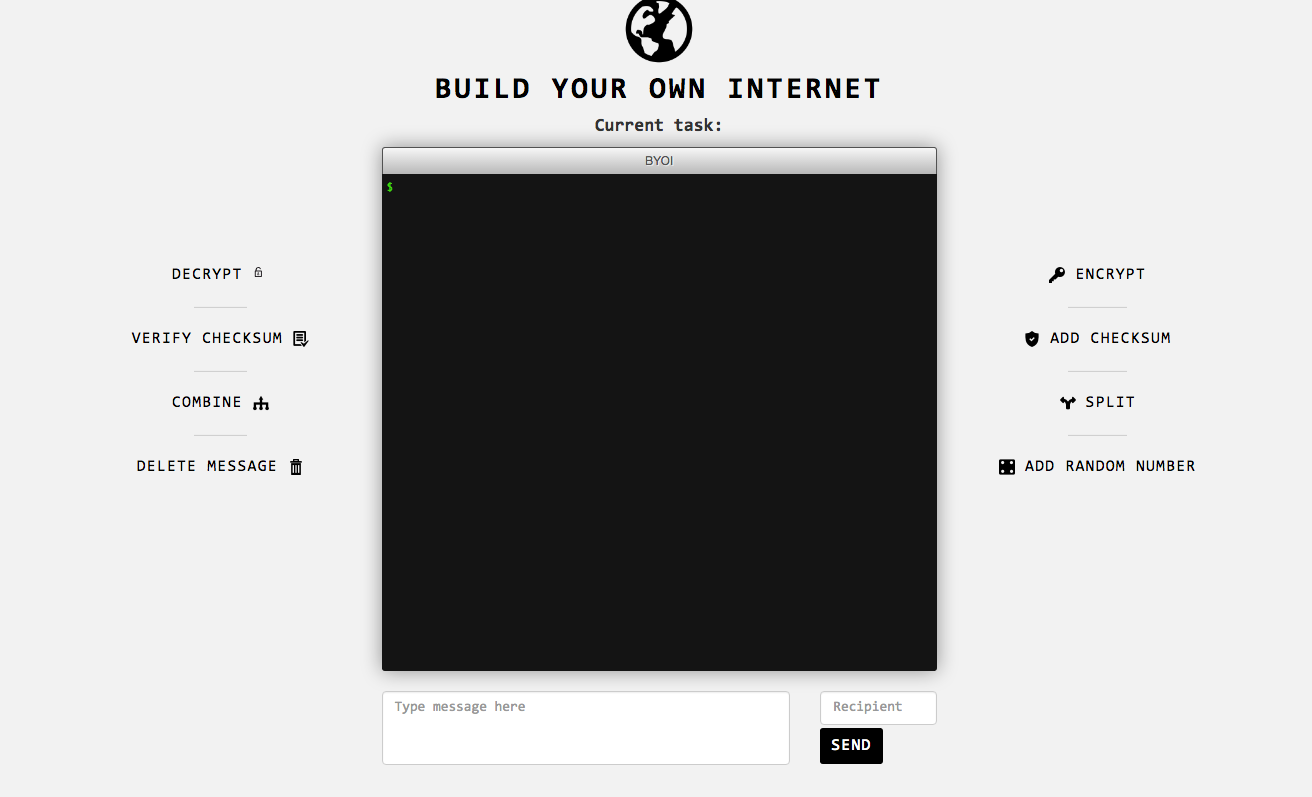 BUILD YOUR OWN INTERNET
Current task:
BYOI
$
DECRYPT
VERIFY CHECKSUM
COMBINE
DELETE MESSAGE
ENCRYPT
ADD CHECKSUM
SPLIT
ADD RANDOM NUMBER
Type message here
Recipient
SEND